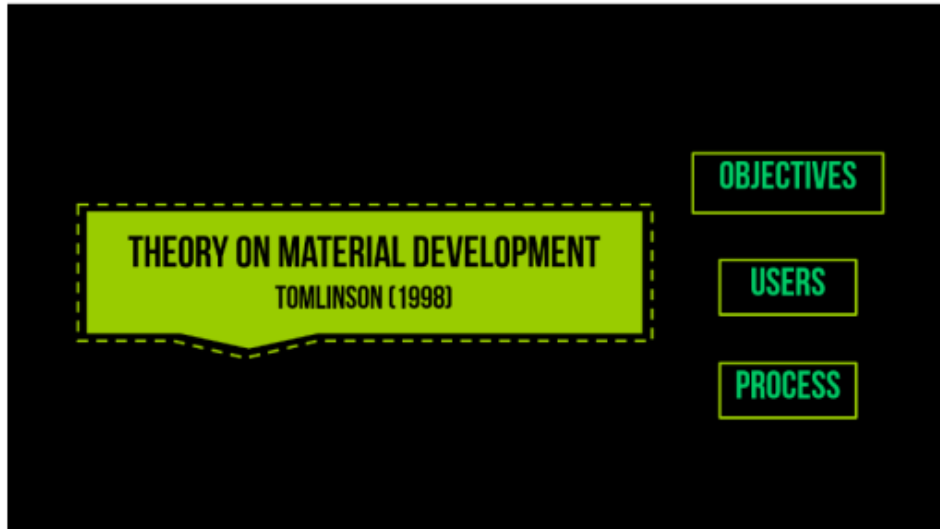 THEORY ON MATERIAL DEVELOPMENT
TOMLINSON (1998)
OBJECTIVES
USERS
PROCESS